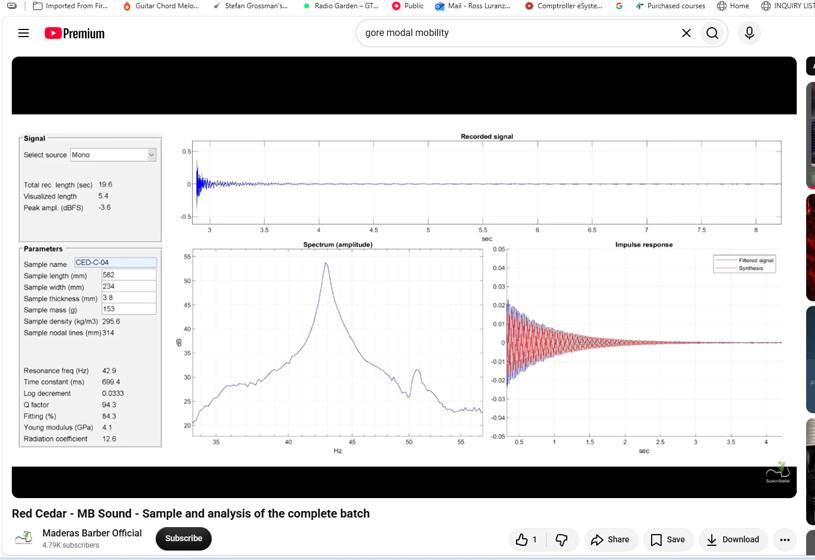 Imported From Fir...
Guitar Chord Melo...
Stefan Grossman's...
Radio Garden – GT...
Public
Mail - Ross Luranz...
Comptroller eSyste...
Purchased courses
Home
INQUIRY LIST
Premium
gore modal mobility
Signal
Select source Mono
Total rec. length (sec) 19.6
Visualized length 5.4
Peak ampl. (dBFS) -3.6
Recorded signal
0.5
0
-0.5
3 3.5 4 4.5 5 5.5 6 6.5 7 7.5 8
sec
Parameters
Sample name CED-C-04
Sample length (mm) 582
Sample width (mm) 234
Sample thickness (mm) 3.8
Sample mass (g) 153
Sample density (kg/m3) 295.6
Sample nodal lines (mm) 314
Resonance freq (Hz) 42.9
Time constant (ms) 699.4
Log decrement 0.0333
Q factor 94.3
Fitting (%) 84.3
Young modulus (GPa) 4.1
Radiation coefficient 12.6
Spectrum (amplitude)
55
50
45
40
35
30
25
20
dB
35 40 45 50 55
Hz
Impulse response
Filtered signal
Synthesis
0.05
0.04
0.03
0.02
0.01
0
-0.01
-0.02
-0.03
-0.04
-0.05
0.5 1 1.5 2 2.5 3 3.5 4
sec
Suscríbete
Red Cedar - MB Sound - Sample and analysis of the complete batch
Maderas Barber Official
4.79K subscribers
Subscribe
1
Share
Save
Download